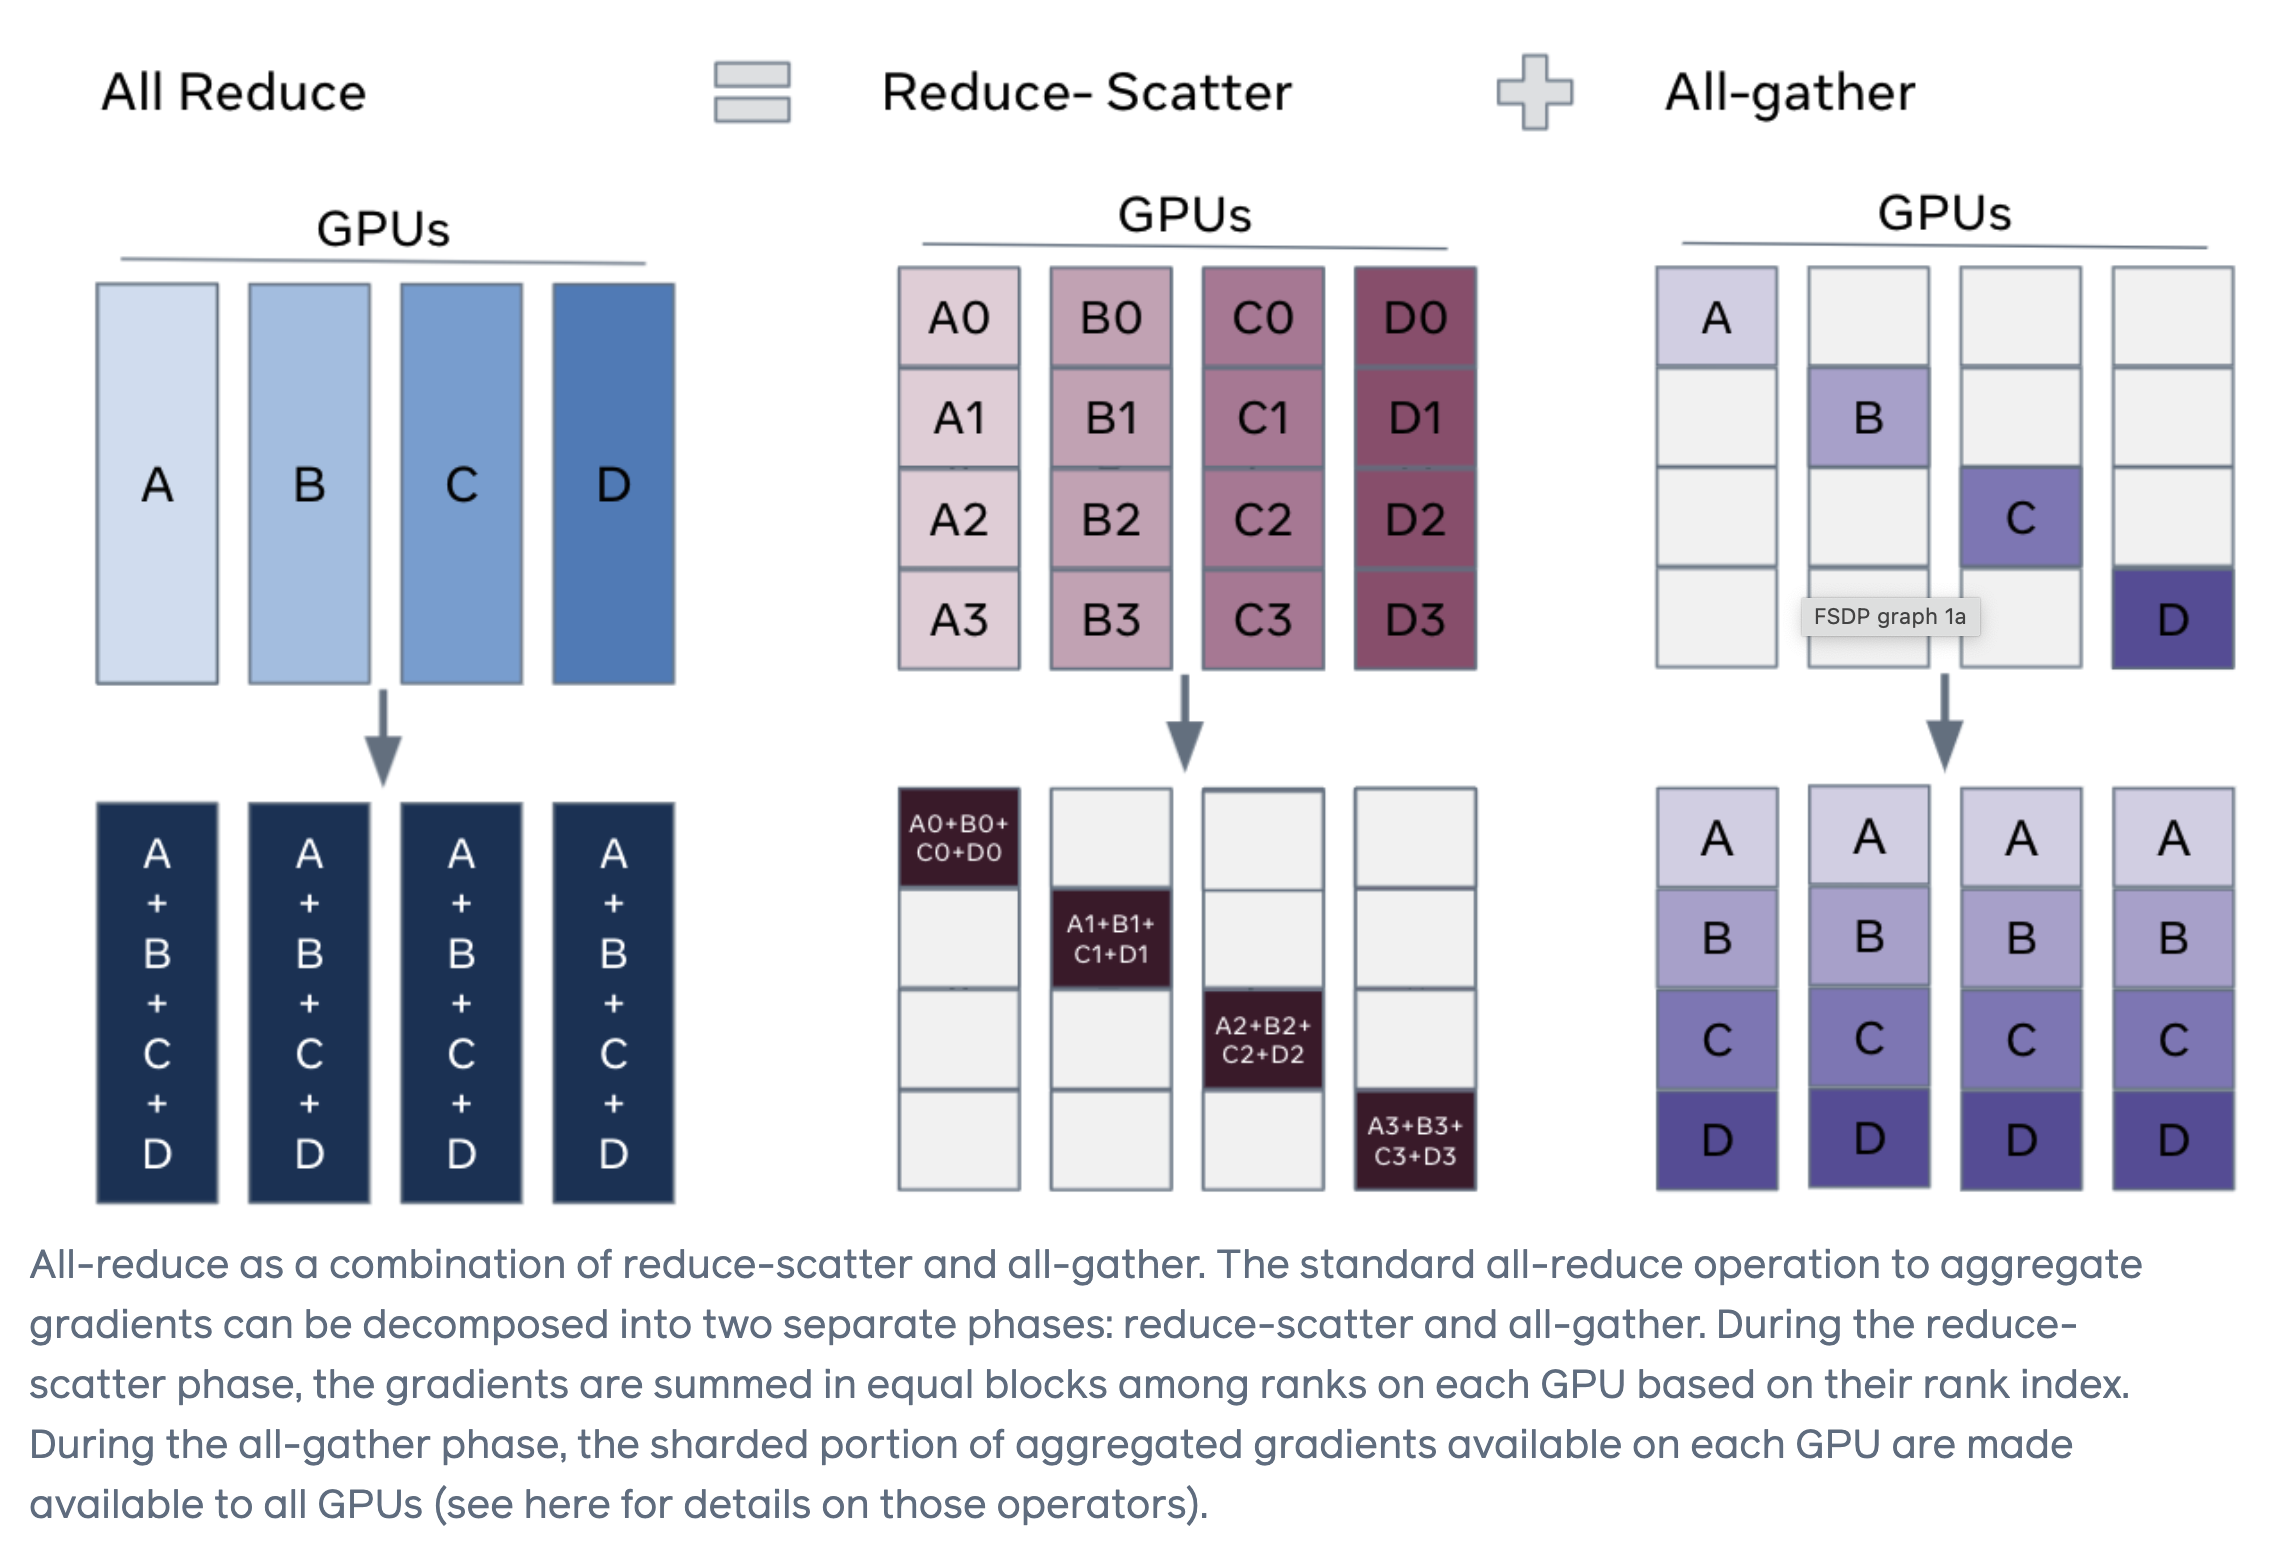 All Reduce
Reduce- Scatter
All-gather
GPUs
A B C D
A A A A
+ + + +
B B B B
+ + + +
C C C C
+ + + +
D D D D
GPUs
A0 B0 C0 D0
A1 B1 C1 D1
A2 B2 C2 D2
A3 B3 C3 D3
A0+B0+
C0+D0
A1+B1+
C1+D1
A2+B2+
C2+D2
A3+B3+
C3+D3
GPUs
A
B
C
FSDP graph 1a
D
A A A A
B B B B
C C C C
D D D D
All-reduce as a combination of reduce-scatter and all-gather. The standard all-reduce operation to aggregate
gradients can be decomposed into two separate phases: reduce-scatter and all-gather. During the reduce-
scatter phase, the gradients are summed in equal blocks among ranks on each GPU based on their rank index.
During the all-gather phase, the sharded portion of aggregated gradients available on each GPU are made
available to all GPUs (see here for details on those operators).